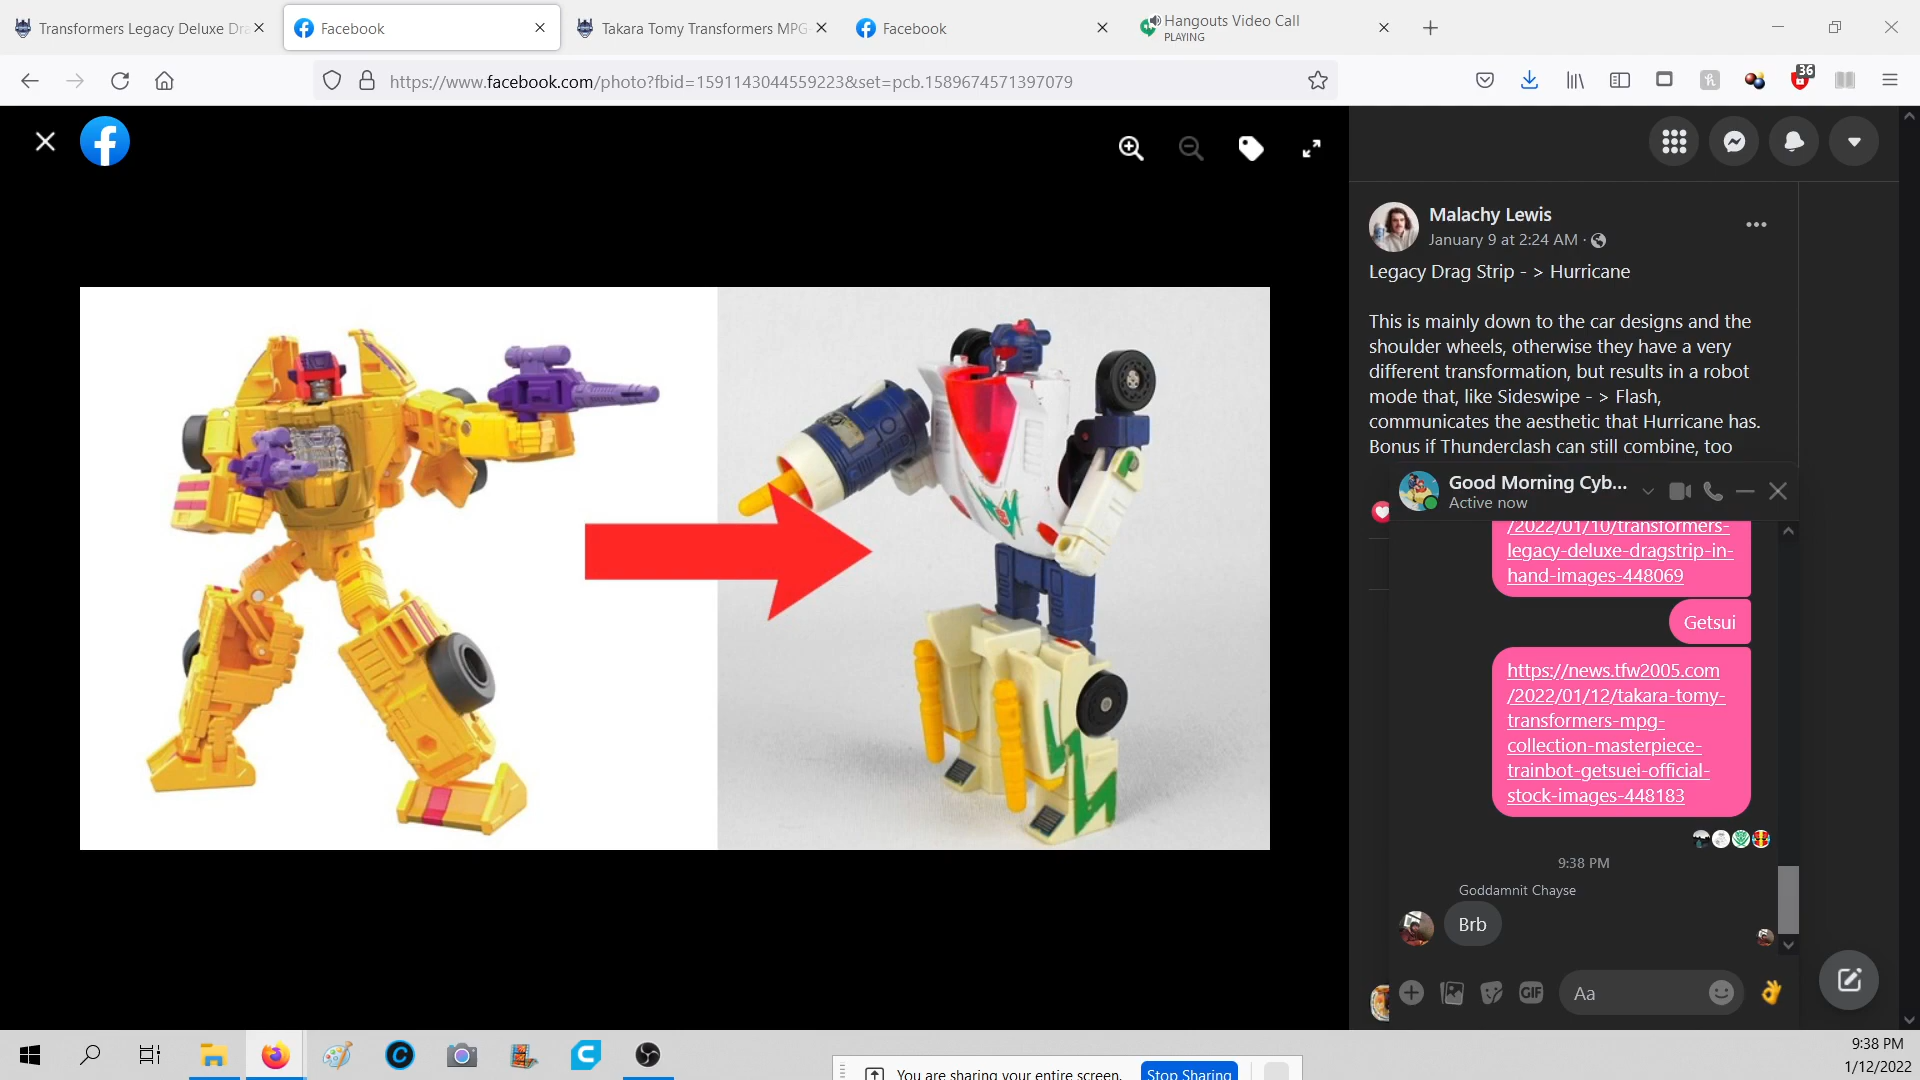 Transformers Legacy Deluxe Dra
Facebook
Takara Tomy Transformers MPG
Facebook
Hangouts Video Call
PLAYING
https://www.facebook.com/photo?fbid=1591143044559223&set=pcb.1589674571397079
36
Malachy Lewis
January 9 at 2:24 AM ·
Legacy Drag Strip - > Hurricane
This is mainly down to the car designs and the
shoulder wheels, otherwise they have a very
different transformation, but results in a robot
mode that, like Sideswipe - > Flash,
communicates the aesthetic that Hurricane has.
Bonus if Thunderclash can still combine, too
Good Morning Cyb...
Active now
/2022/01/10/transformers-
legacy-deluxe-dragstrip-in-
hand-images-448069
Getsui
https://news.tfw2005.com
/2022/01/12/takara-tomy-
transformers-mpg-
collection-masterpiece-
trainbot-getsuei-official-
stock-images-448183
9:38 PM
Goddamnit Chayse
Brb
GIF
Aa
You are sharing your entire screen.
Stop Sharing
9:38 PM
1/12/2022